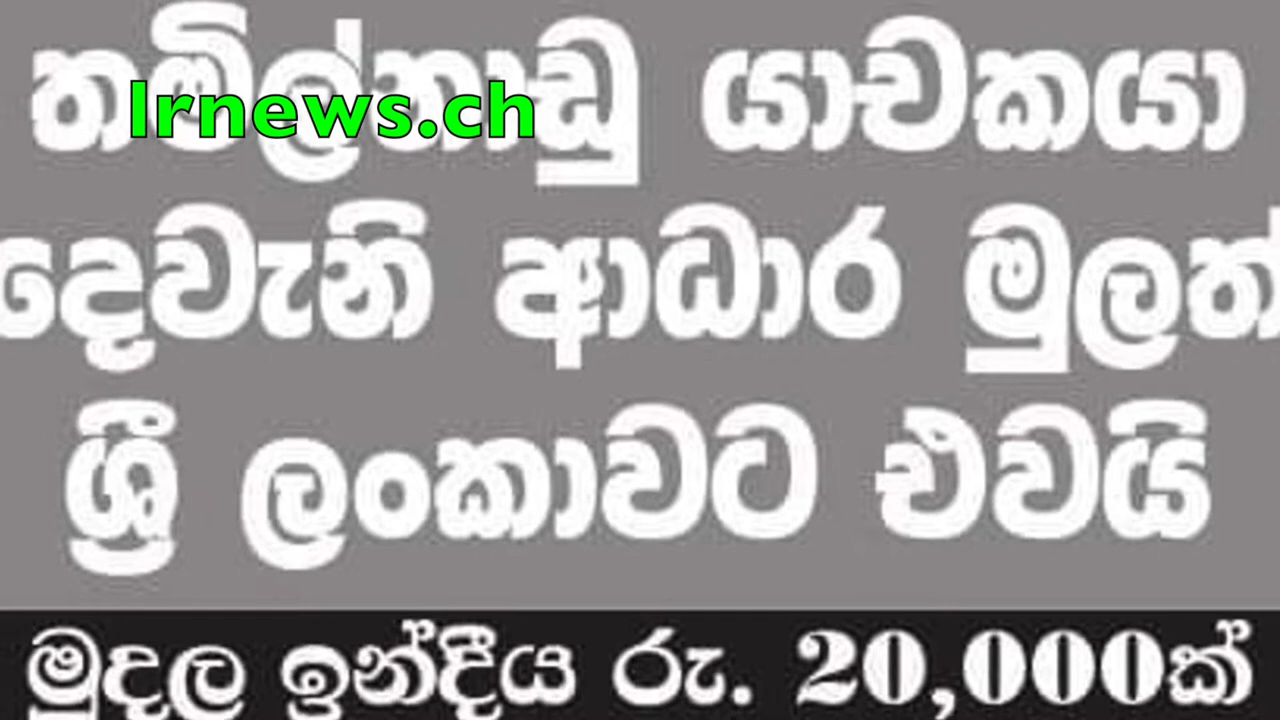 තමිල්නාඩු යාචකයා
lrnews.ch
දෙවැනි ආධාර මුලත්
ශ්‍රී ලංකාවට එවයි
මුදල ඉන්දීය රු. 20,000ක්